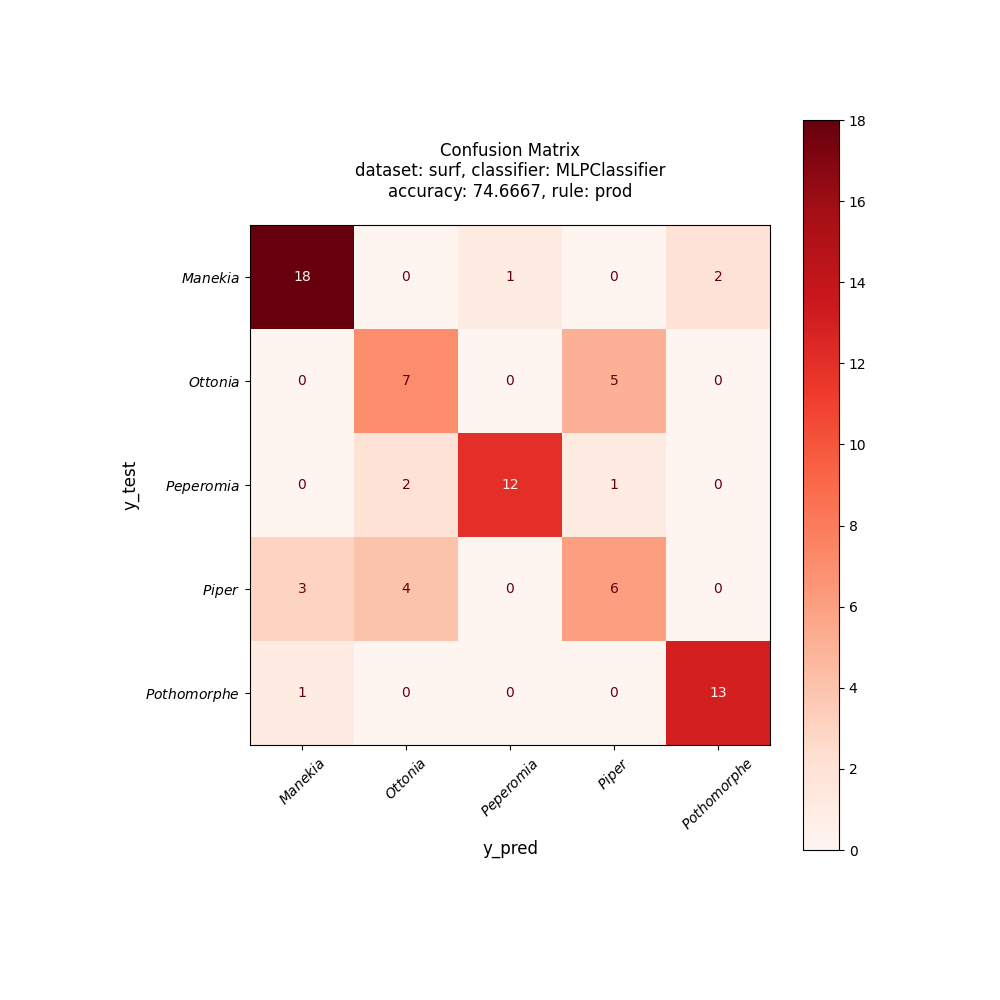 Confusion Matrix
dataset: surf, classifier: MLPClassifier
accuracy: 74.6667, rule: prod
Manekia 18 0 1 0 2
Ottonia 0 7 0 5 0
Peperomia 0 2 12 1 0
Piper 3 4 0 6 0
Pothomorphe 1 0 0 0 13
Manekia Ottonia Peperomia Piper Pothomorphe
y_pred
y_test
18
16
14
12
10
8
6
4
2
0